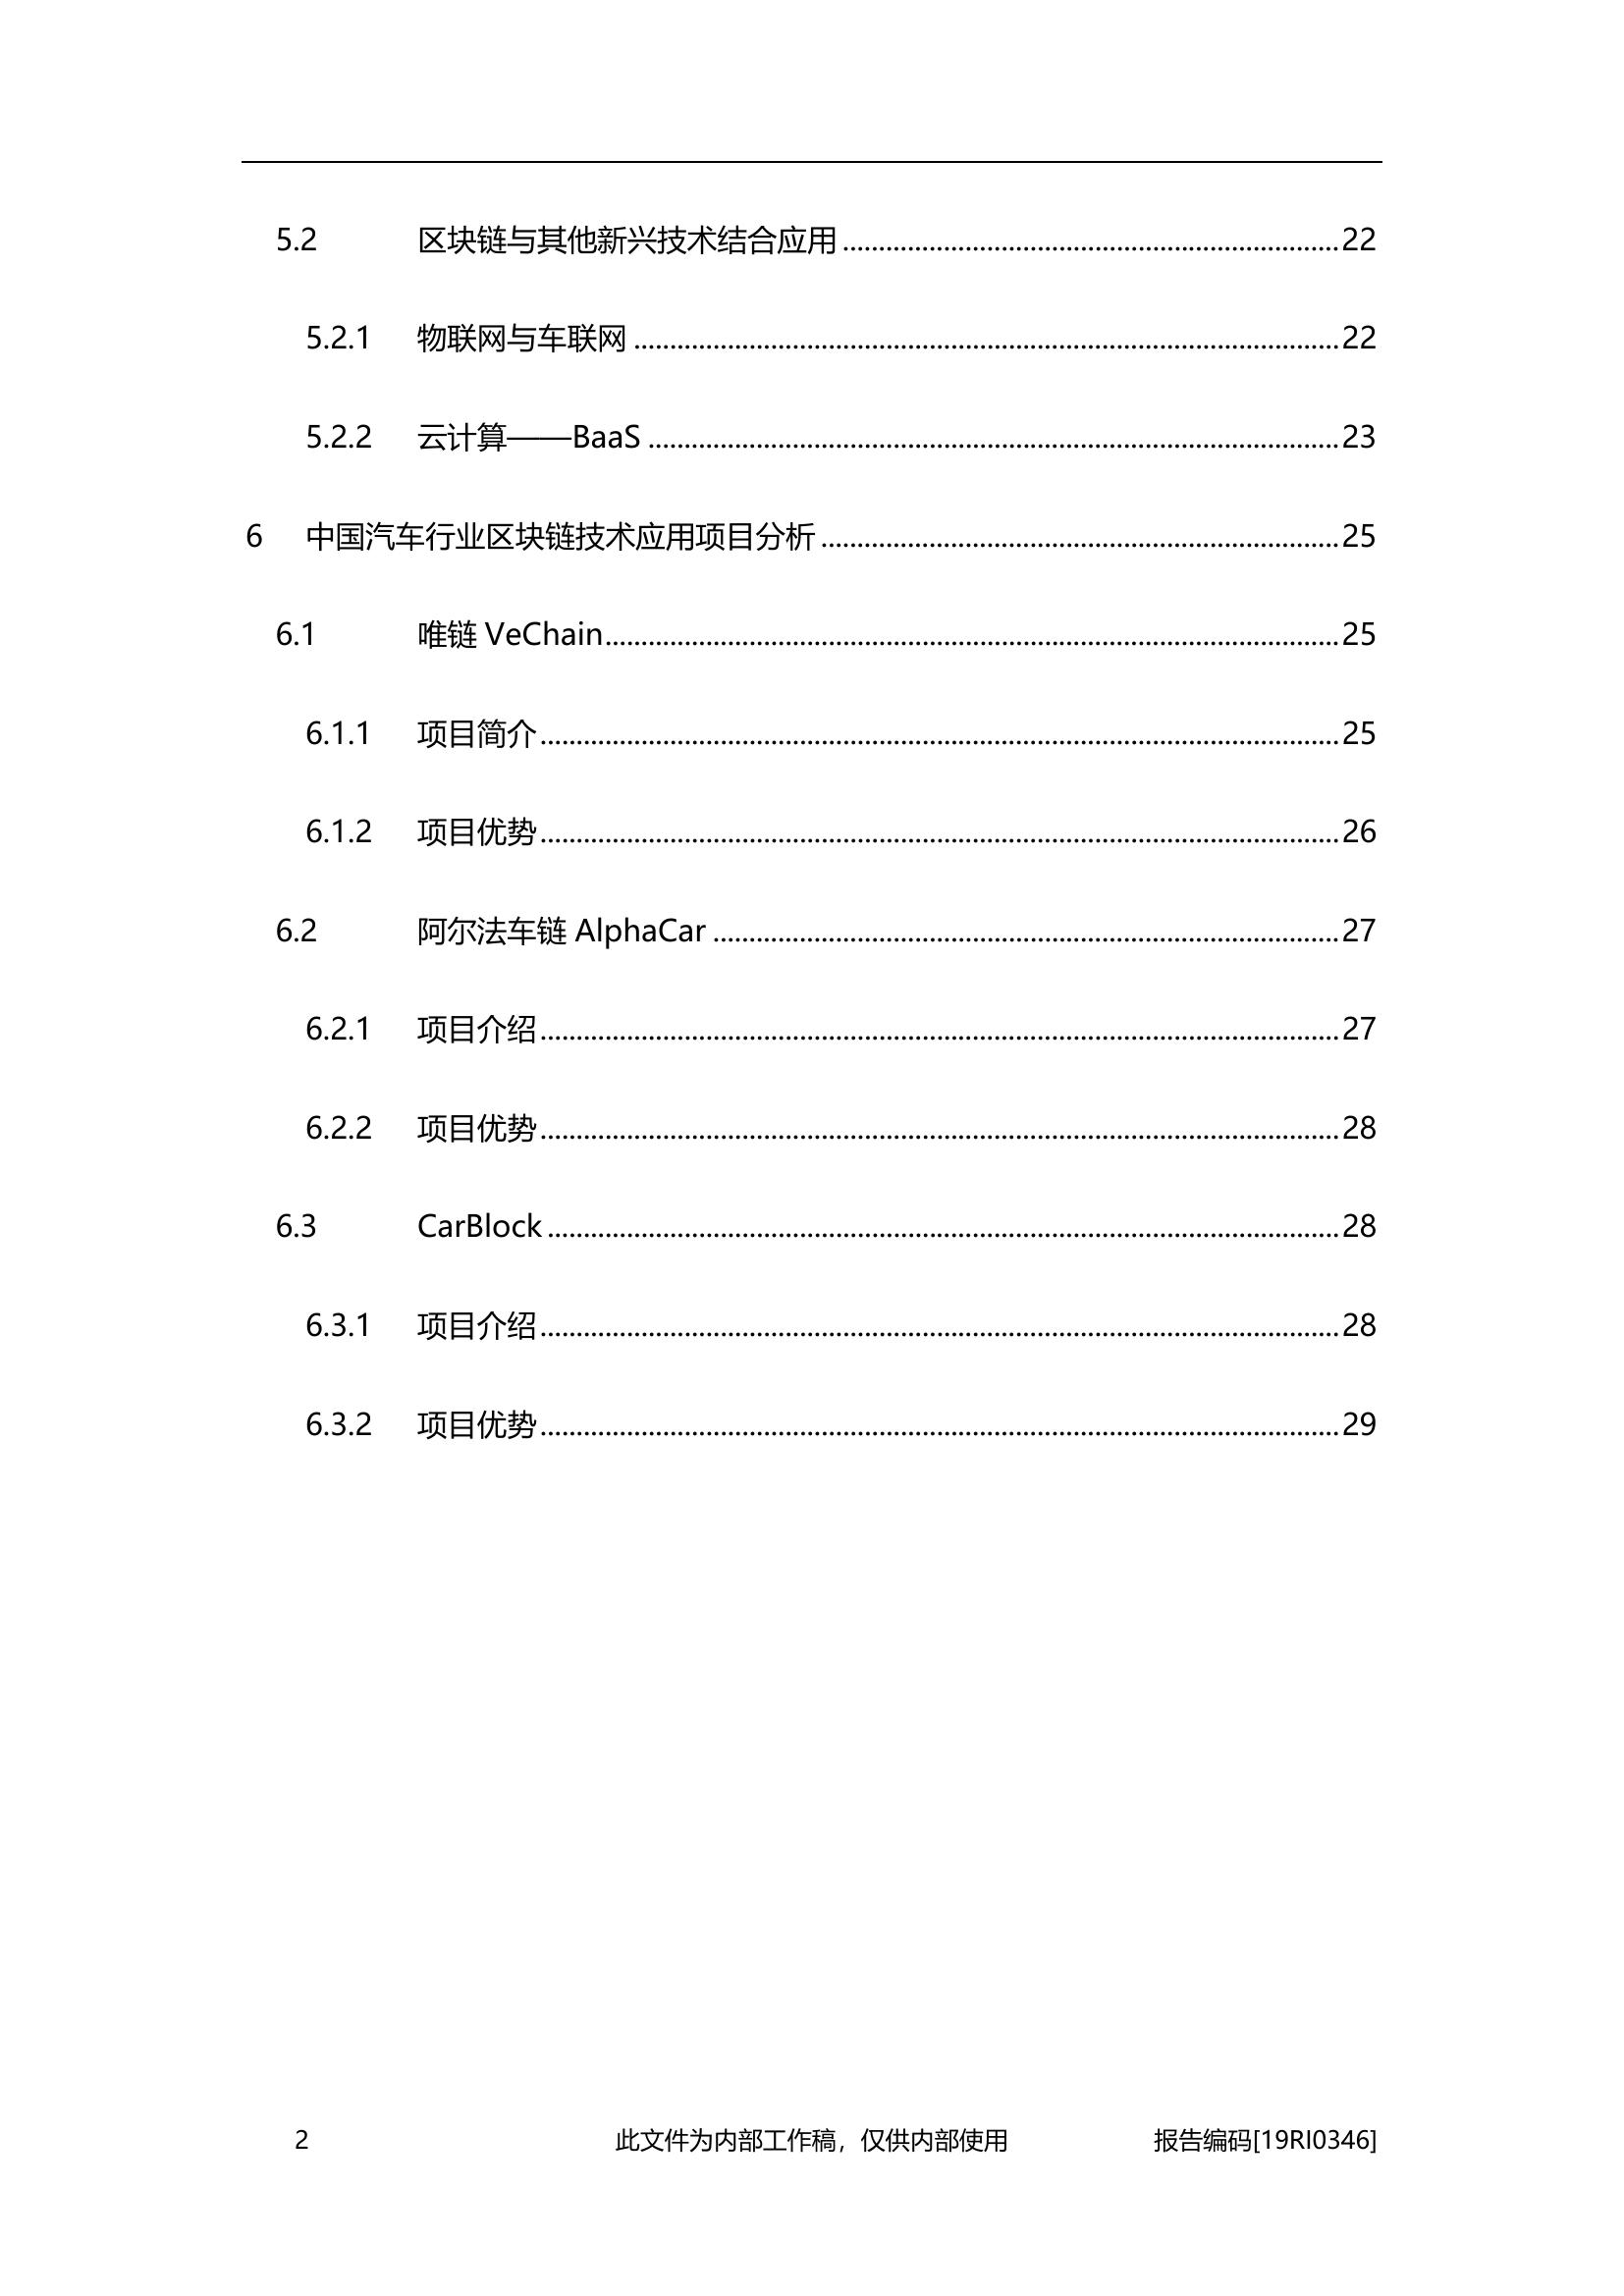 5.2 区块链与其他新兴技术结合应用 ........................................ 22
5.2.1 物联网与车联网 ........................................ 22
5.2.2 云计算——BaaS ........................................ 23
6 中国汽车行业区块链技术应用项目分析 ........................................ 25
6.1 唯链 VeChain ........................................ 25
6.1.1 项目简介 ........................................ 25
6.1.2 项目优势 ........................................ 26
6.2 阿尔法车链 AlphaCar ........................................ 27
6.2.1 项目介绍 ........................................ 27
6.2.2 项目优势 ........................................ 28
6.3 CarBlock ........................................ 28
6.3.1 项目介绍 ........................................ 28
6.3.2 项目优势 ........................................ 29
2 此文件为内部工作稿，仅供内部使用 报告编码[19RI0346]